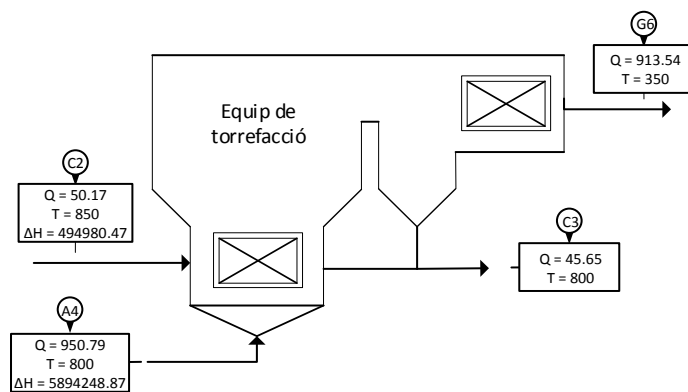 G6
Q = 913.54
T = 350
Equip de
torrefacció
C2
Q = 50.17
T = 850
ΔH = 494980.47
C3
Q = 45.65
T = 800
A4
Q = 950.79
T = 800
ΔH = 5894248.87